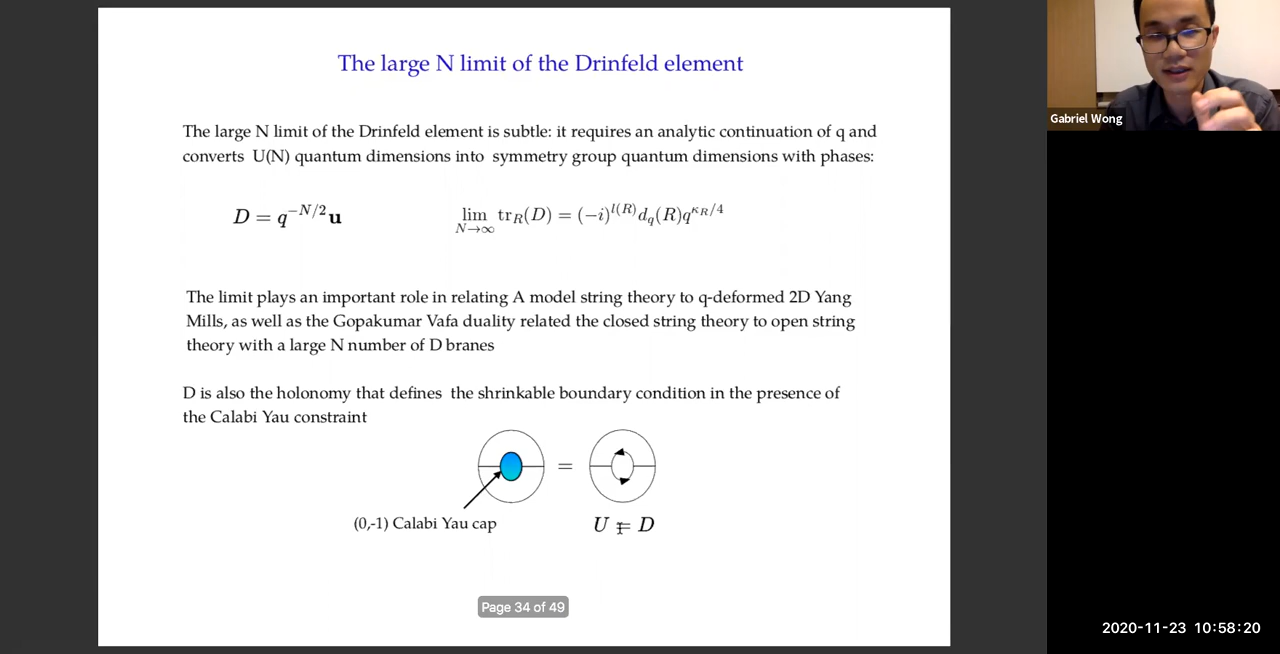 The large N limit of the Drinfeld element
The large N limit of the Drinfeld element is subtle: it requires an analytic continuation of q and
converts U(N) quantum dimensions into symmetry group quantum dimensions with phases:
D = q^{-N/2} u
lim_{N→∞} tr_R(D) = (-i)^{l(R)} d_q(R) q^{κ_R/4}
The limit plays an important role in relating A model string theory to q-deformed 2D Yang
Mills, as well as the Gopakumar Vafa duality related the closed string theory to open string
theory with a large N number of D branes
D is also the holonomy that defines the shrinkable boundary condition in the presence of
the Calabi Yau constraint
=
(0,-1) Calabi Yau cap
U = D
Page 34 of 49
Gabriel Wong
2020-11-23 10:58:20